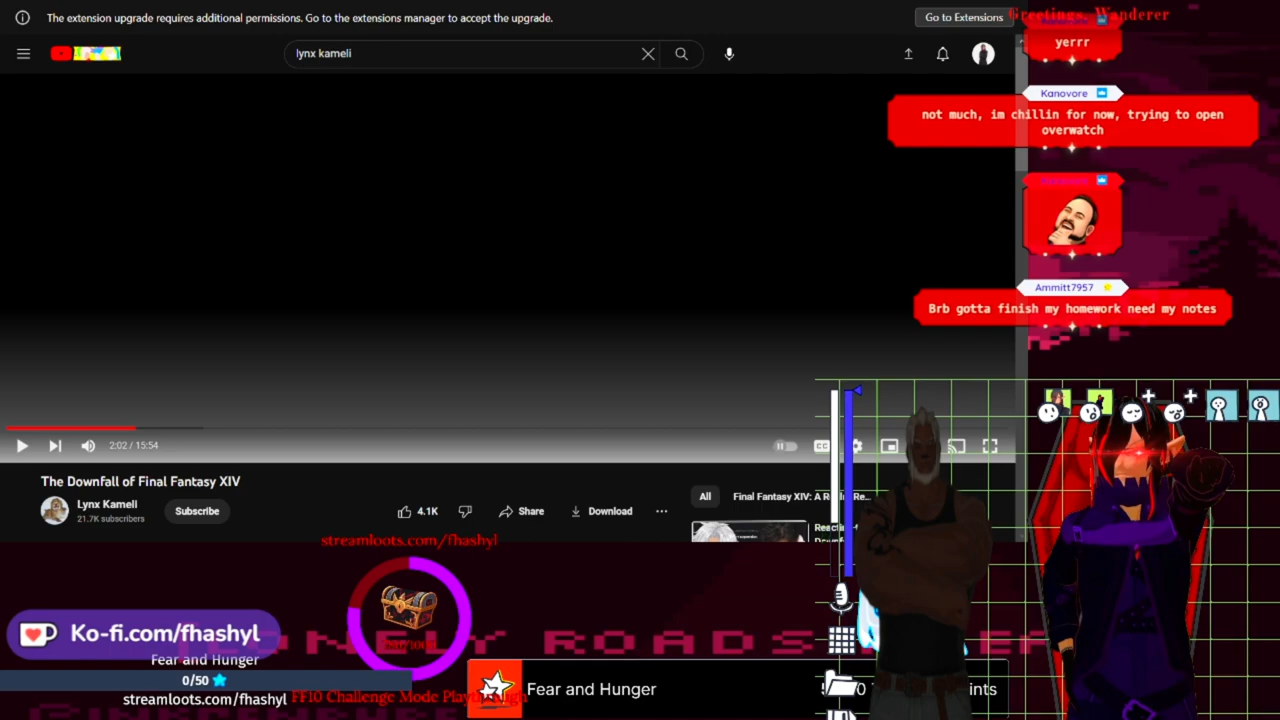 The extension upgrade requires additional permissions. Go to the extensions manager to accept the upgrade.
Go to Extensions
Greetings, Wanderer
lynx kameli
yerrr
Kanovore
not much, im chillin for now, trying to open
overwatch
Ammitt7957
Brb gotta finish my homework need my notes
2:02 / 15:54
CC
The Downfall of Final Fantasy XIV
Lynx Kameli
21.7K subscribers
Subscribe
4.1K
Share
Download
All
Final Fantasy XIV: A R
Re...
streamloots.com/fhashyl
Ko-fi.com/fhashyl
Fear and Hunger
0/50
streamloots.com/fhashyl
FF10 Challenge Mode Playthrough
Fear and Hunger